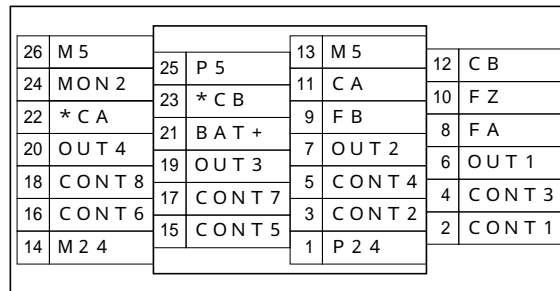 26 M5
24 MON2
22 *CA
20 OUT4
18 CONT8
16 CONT6
14 M24
25 P5
23 *CB
21 BAT+
19 OUT3
17 CONT7
15 CONT5
13 M5
11 CA
9 FB
7 OUT2
5 CONT4
3 CONT2
1 P24
12 CB
10 FZ
8 FA
6 OUT1
4 CONT3
2 CONT1